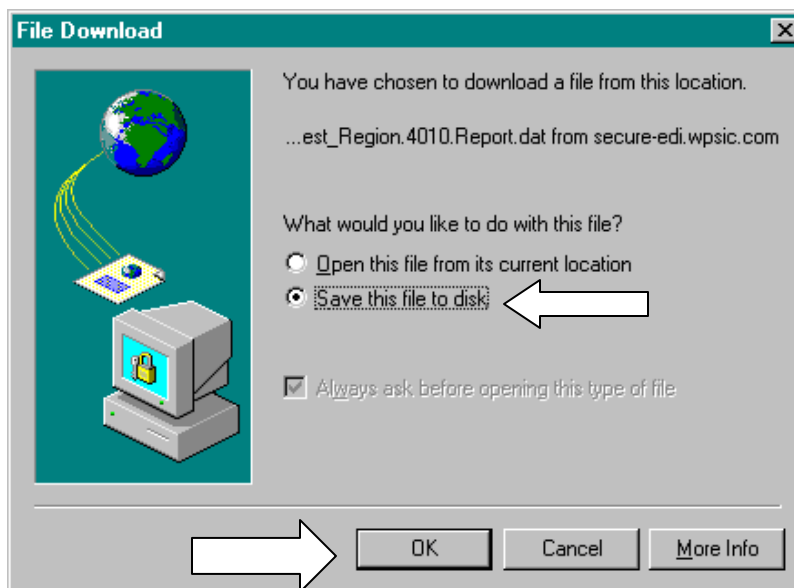 File Download
You have chosen to download a file from this location.
...est_Region.4010.Report.dat from secure-edi.wpsic.com
What would you like to do with this file?
Open this file from its current location
Save this file to disk
Always ask before opening this type of file
OK
Cancel
More Info